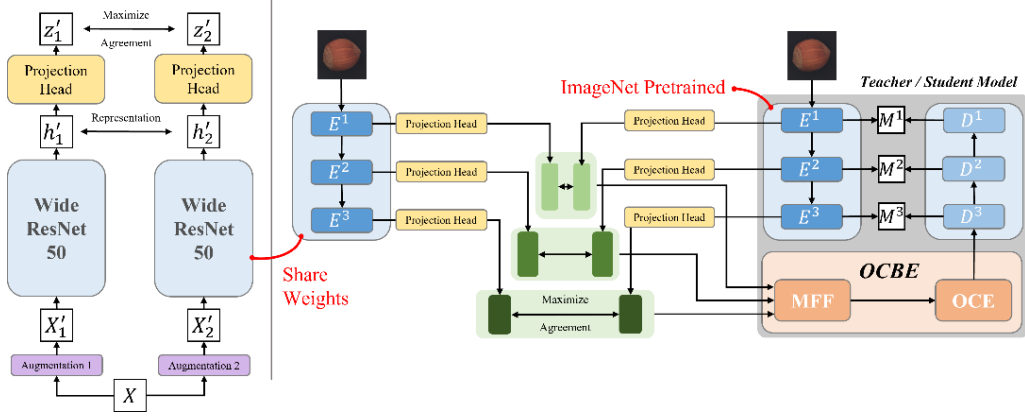 z′₁
Maximize
Agreement
z′₂
Projection
Head
Projection
Head
h′₁
Representation
h′₂
Wide
ResNet
50
Wide
ResNet
50
X′₁
X′₂
Augmentation 1
Augmentation 2
X
Share
Weights
E¹
E²
E³
Projection Head
Projection Head
Projection Head
Projection Head
Projection Head
Projection Head
Maximize
Agreement
ImageNet Pretrained
Teacher / Student Model
E¹
M¹
D¹
E²
M²
D²
E³
M³
D³
OCBE
MFF
OCE